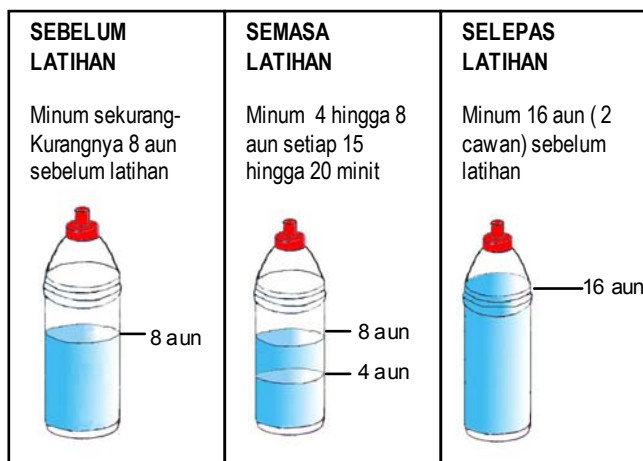 SEBELUM
LATIHAN
Minum sekurang-
Kurangnya 8 aun
sebelum latihan
8 aun
SEMASA
LATIHAN
Minum 4 hingga 8
aun setiap 15
hingga 20 minit
8 aun
4 aun
SELEPAS
LATIHAN
Minum 16 aun ( 2
cawan) sebelum
latihan
16 aun